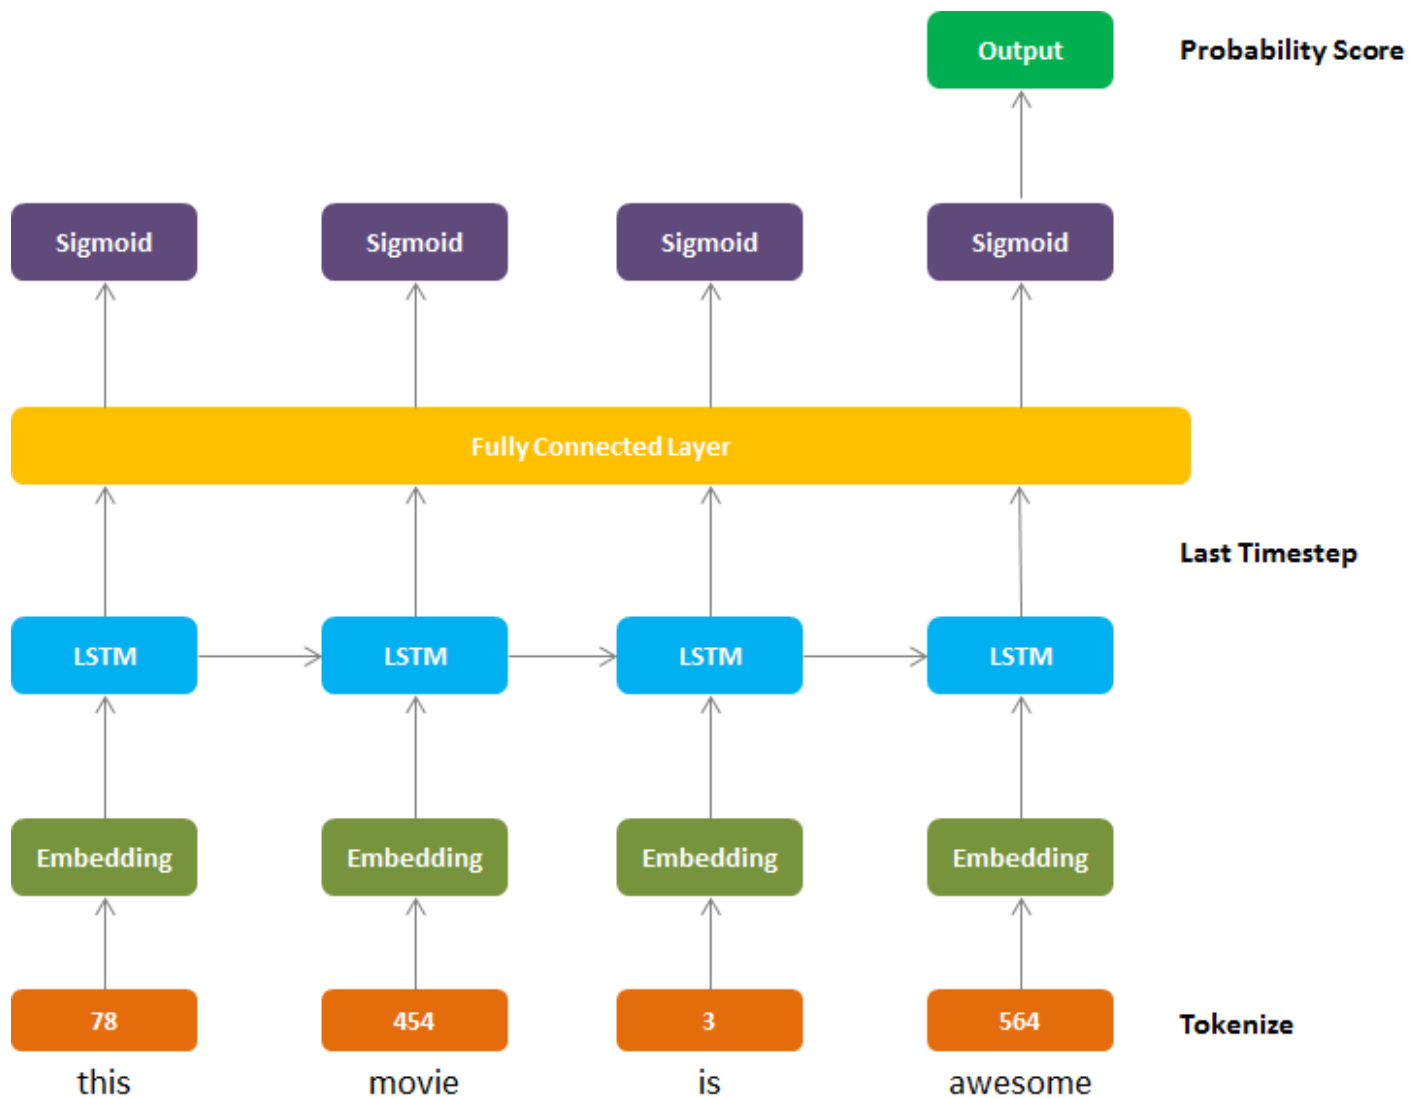 Output
Probability Score
Sigmoid Sigmoid Sigmoid Sigmoid
Fully Connected Layer
Last Timestep
LSTM LSTM LSTM LSTM
Embedding Embedding Embedding Embedding
78 454 3 564
Tokenize
this movie is awesome